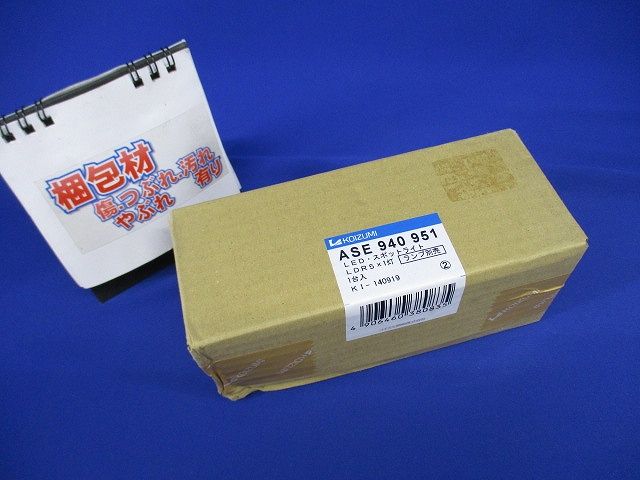 梱包材
傷.つぶれ.汚れ
やぶれ 有り
KOIZUMI
ASE 940 951
LED・スポットライト
LDR5×1灯 ランプ別売
1台入
KI-140919 ②